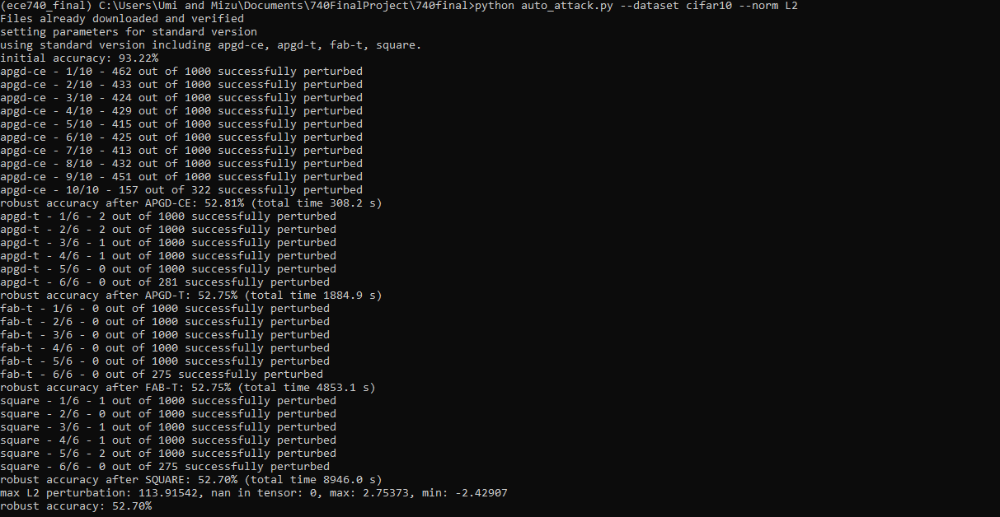 (ece740_final) C:\Users\Umi and Mizu\Documents\740FinalProject\740final>python auto_attack.py --dataset cifar10 --norm L2
Files already downloaded and verified
setting parameters for standard version
using standard version including apgd-ce, apgd-t, fab-t, square.
initial accuracy: 93.22%
apgd-ce - 1/10 - 462 out of 1000 successfully perturbed
apgd-ce - 2/10 - 433 out of 1000 successfully perturbed
apgd-ce - 3/10 - 424 out of 1000 successfully perturbed
apgd-ce - 4/10 - 429 out of 1000 successfully perturbed
apgd-ce - 5/10 - 415 out of 1000 successfully perturbed
apgd-ce - 6/10 - 425 out of 1000 successfully perturbed
apgd-ce - 7/10 - 413 out of 1000 successfully perturbed
apgd-ce - 8/10 - 432 out of 1000 successfully perturbed
apgd-ce - 9/10 - 451 out of 1000 successfully perturbed
apgd-ce - 10/10 - 157 out of 322 successfully perturbed
robust accuracy after APGD-CE: 52.81% (total time 308.2 s)
apgd-t - 1/6 - 2 out of 1000 successfully perturbed
apgd-t - 2/6 - 2 out of 1000 successfully perturbed
apgd-t - 3/6 - 1 out of 1000 successfully perturbed
apgd-t - 4/6 - 1 out of 1000 successfully perturbed
apgd-t - 5/6 - 0 out of 1000 successfully perturbed
apgd-t - 6/6 - 0 out of 281 successfully perturbed
robust accuracy after APGD-T: 52.75% (total time 1884.9 s)
fab-t - 1/6 - 0 out of 1000 successfully perturbed
fab-t - 2/6 - 0 out of 1000 successfully perturbed
fab-t - 3/6 - 0 out of 1000 successfully perturbed
fab-t - 4/6 - 0 out of 1000 successfully perturbed
fab-t - 5/6 - 0 out of 1000 successfully perturbed
fab-t - 6/6 - 0 out of 275 successfully perturbed
robust accuracy after FAB-T: 52.75% (total time 4853.1 s)
square - 1/6 - 1 out of 1000 successfully perturbed
square - 2/6 - 0 out of 1000 successfully perturbed
square - 3/6 - 1 out of 1000 successfully perturbed
square - 4/6 - 1 out of 1000 successfully perturbed
square - 5/6 - 2 out of 1000 successfully perturbed
square - 6/6 - 0 out of 275 successfully perturbed
robust accuracy after SQUARE: 52.70% (total time 8946.0 s)
max L2 perturbation: 113.91542, nan in tensor: 0, max: 2.75373, min: -2.42907
robust accuracy: 52.70%